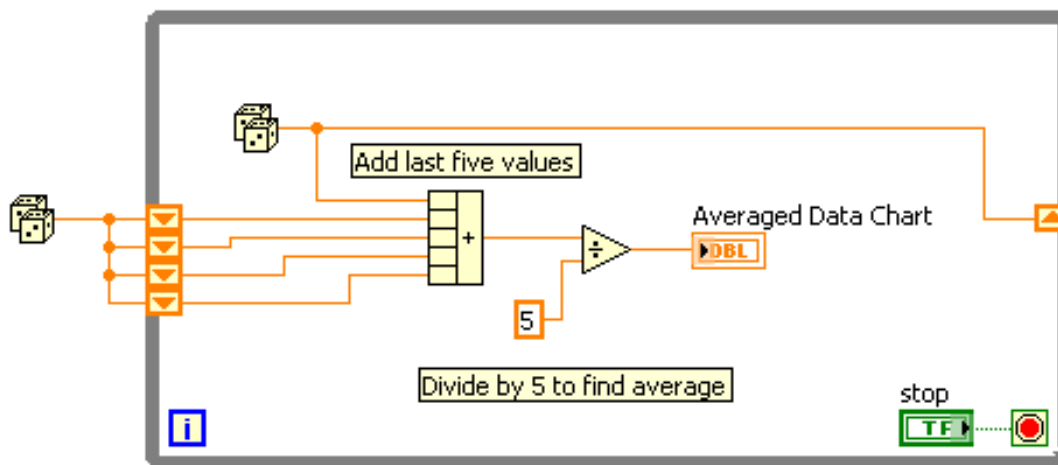 Add last five values
Averaged Data Chart
+
÷
DBL
5
Divide by 5 to find average
stop
i
TF